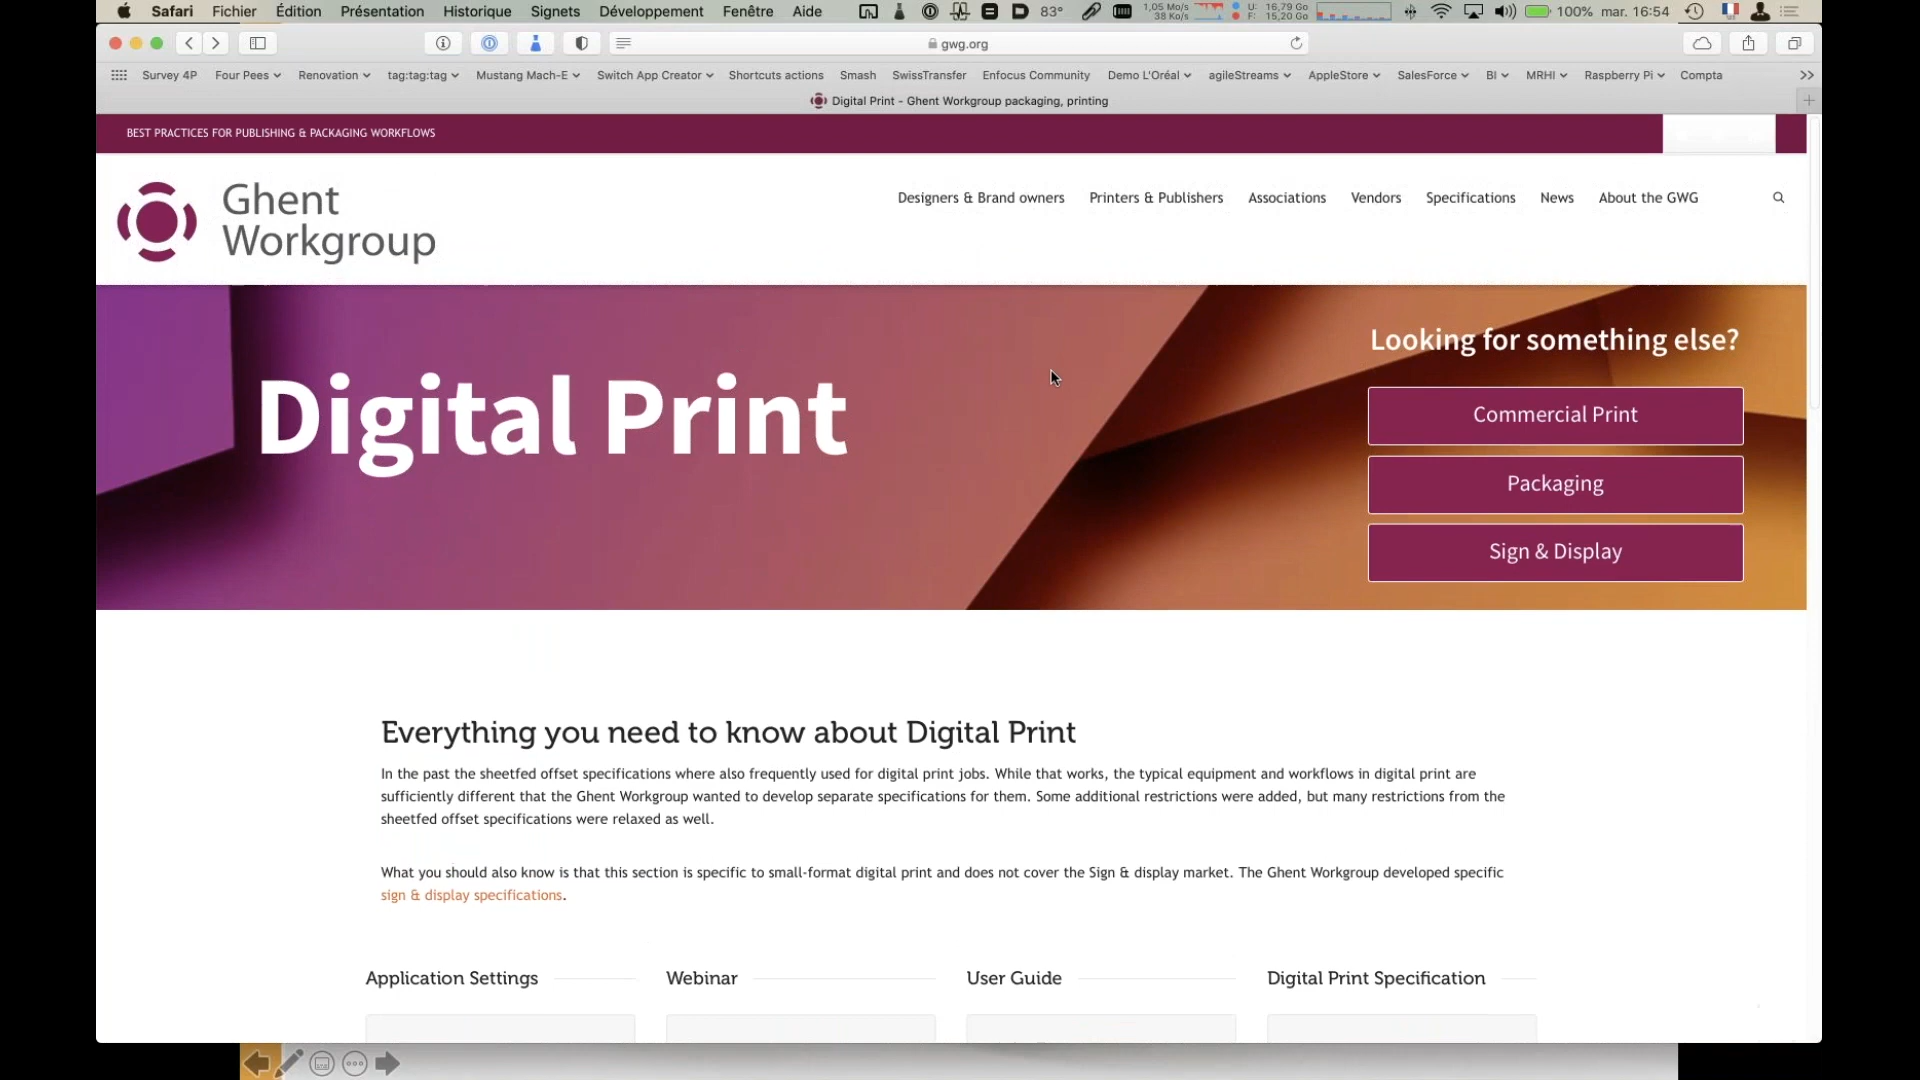 Safari Fichier Édition Présentation Historique Signets Développement Fenêtre Aide 83° 1,05 Mo/s 38 Ko/s U: 16,79 Go F: 15,20 Go 100% mar. 16:54
gwg.org
Survey 4P Four Pees Renovation tag:tag:tag Mustang Mach-E Switch App Creator Shortcuts actions Smash SwissTransfer Enfocus Community Demo L'Oréal agileStreams AppleStore SalesForce BI MRHI Raspberry Pi Compta
Digital Print - Ghent Workgroup packaging, printing
BEST PRACTICES FOR PUBLISHING & PACKAGING WORKFLOWS
Ghent
Workgroup
Designers & Brand owners Printers & Publishers Associations Vendors Specifications News About the GWG
Digital Print
Looking for something else?
Commercial Print
Packaging
Sign & Display
Everything you need to know about Digital Print
In the past the sheetfed offset specifications where also frequently used for digital print jobs. While that works, the typical equipment and workflows in digital print are
sufficiently different that the Ghent Workgroup wanted to develop separate specifications for them. Some additional restrictions were added, but many restrictions from the
sheetfed offset specifications were relaxed as well.
What you should also know is that this section is specific to small-format digital print and does not cover the Sign & display market. The Ghent Workgroup developed specific
sign & display specifications.
Application Settings Webinar User Guide Digital Print Specification